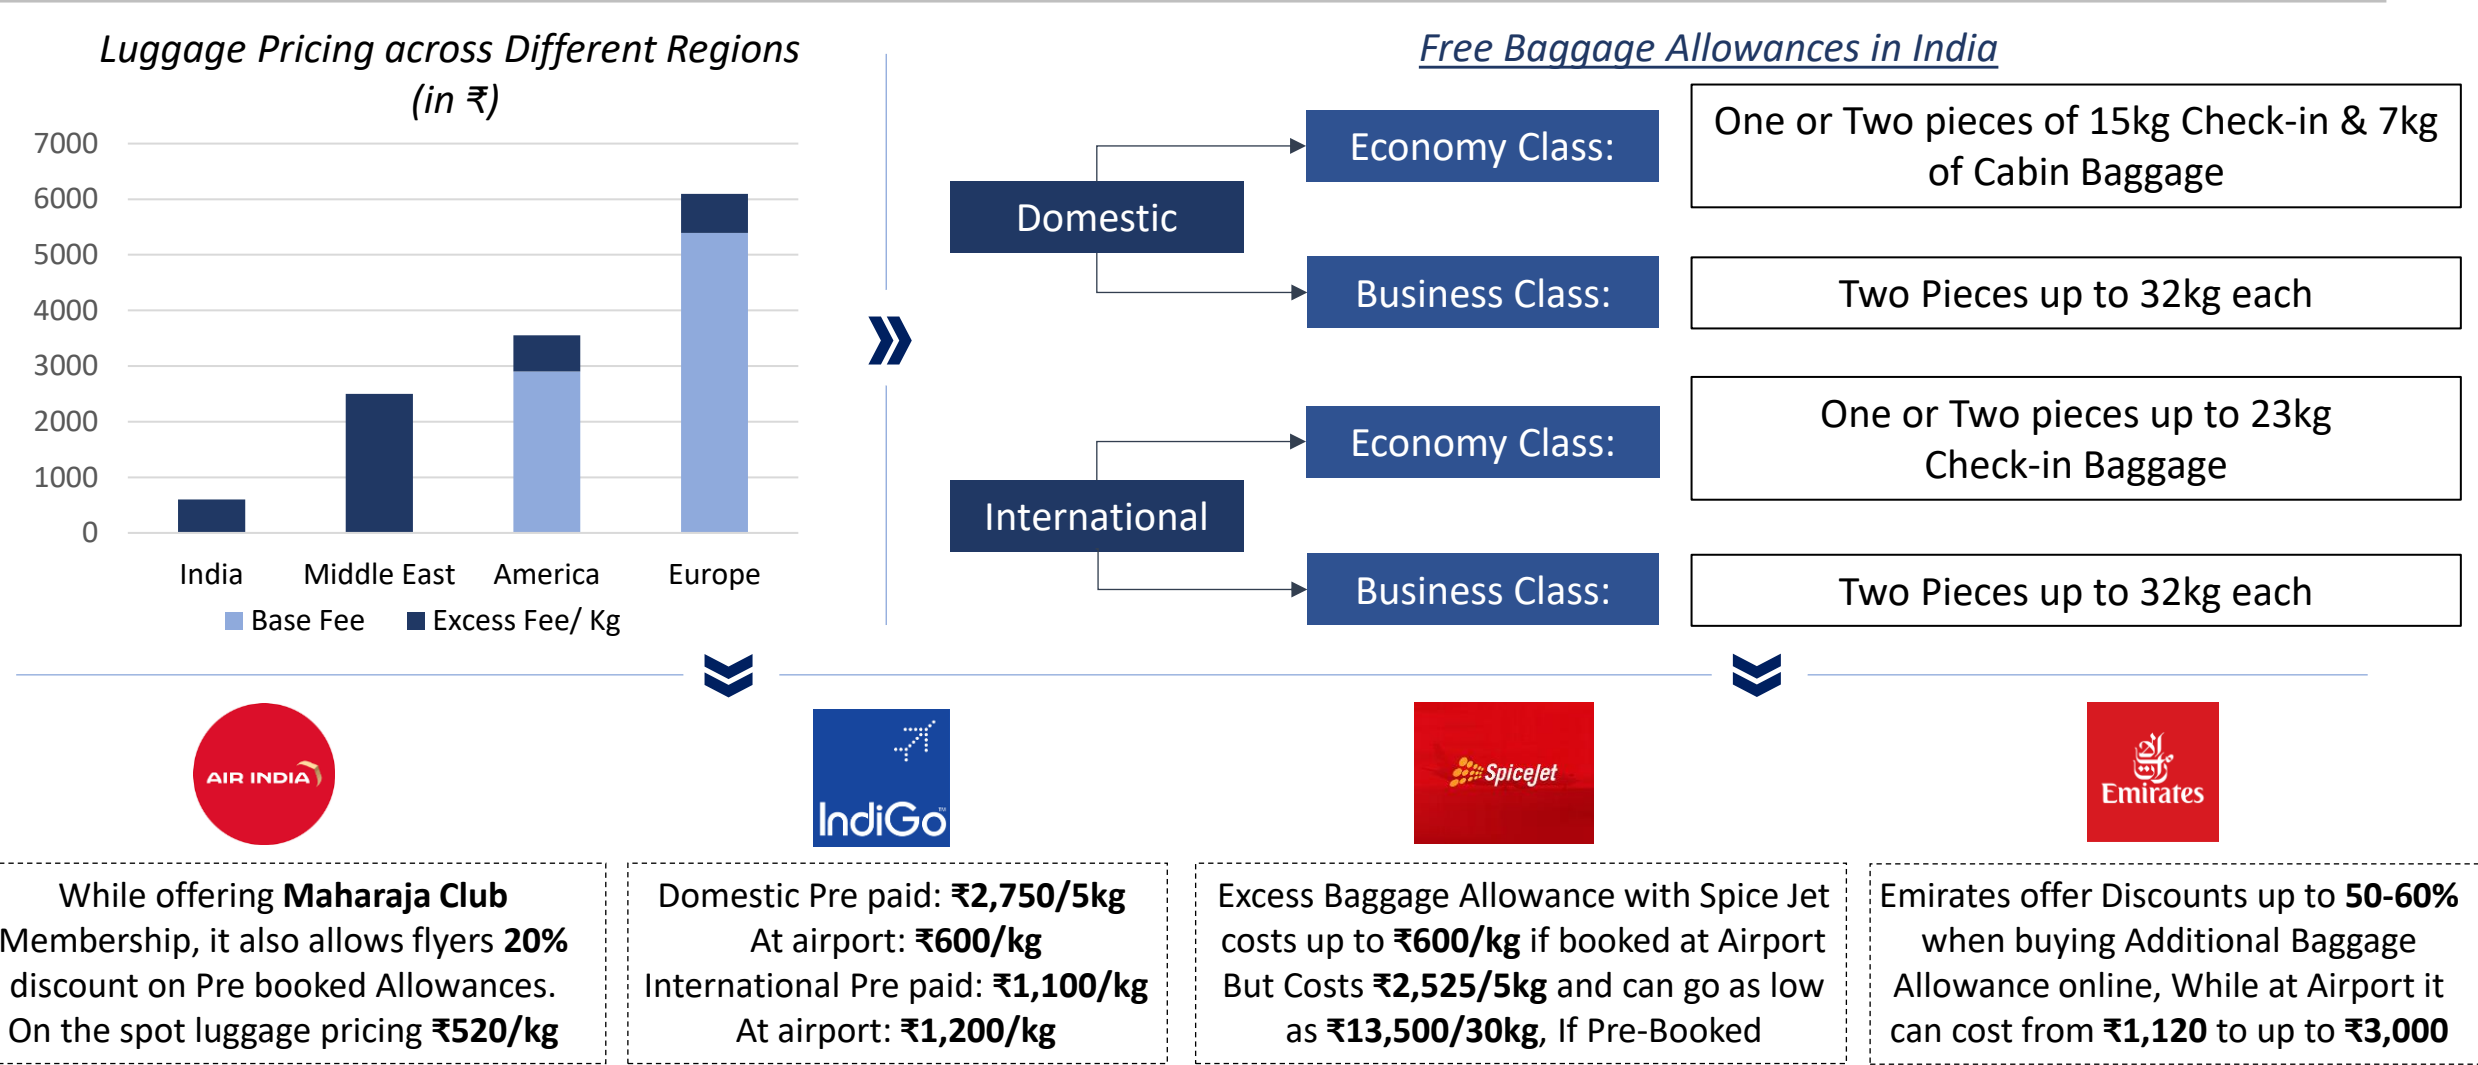 Luggage Pricing across Different Regions
(in ₹)
7000
6000
5000
4000
3000
2000
1000
0
India
Middle East
America
Europe
Base Fee
Excess Fee/ Kg
Free Baggage Allowances in India
Domestic
Economy Class:
One or Two pieces of 15kg Check-in & 7kg
of Cabin Baggage
Business Class:
Two Pieces up to 32kg each
International
Economy Class:
One or Two pieces up to 23kg
Check-in Baggage
Business Class:
Two Pieces up to 32kg each
AIR INDIA
While offering Maharaja Club
Membership, it also allows flyers 20%
discount on Pre booked Allowances.
On the spot luggage pricing ₹520/kg
IndiGo
Domestic Pre paid: ₹2,750/5kg
At airport: ₹600/kg
International Pre paid: ₹1,100/kg
At airport: ₹1,200/kg
SpiceJet
Excess Baggage Allowance with Spice Jet
costs up to ₹600/kg if booked at Airport
But Costs ₹2,525/5kg and can go as low
as ₹13,500/30kg, If Pre-Booked
Emirates
Emirates offer Discounts up to 50-60%
when buying Additional Baggage
Allowance online, While at Airport it
can cost from ₹1,120 to up to ₹3,000